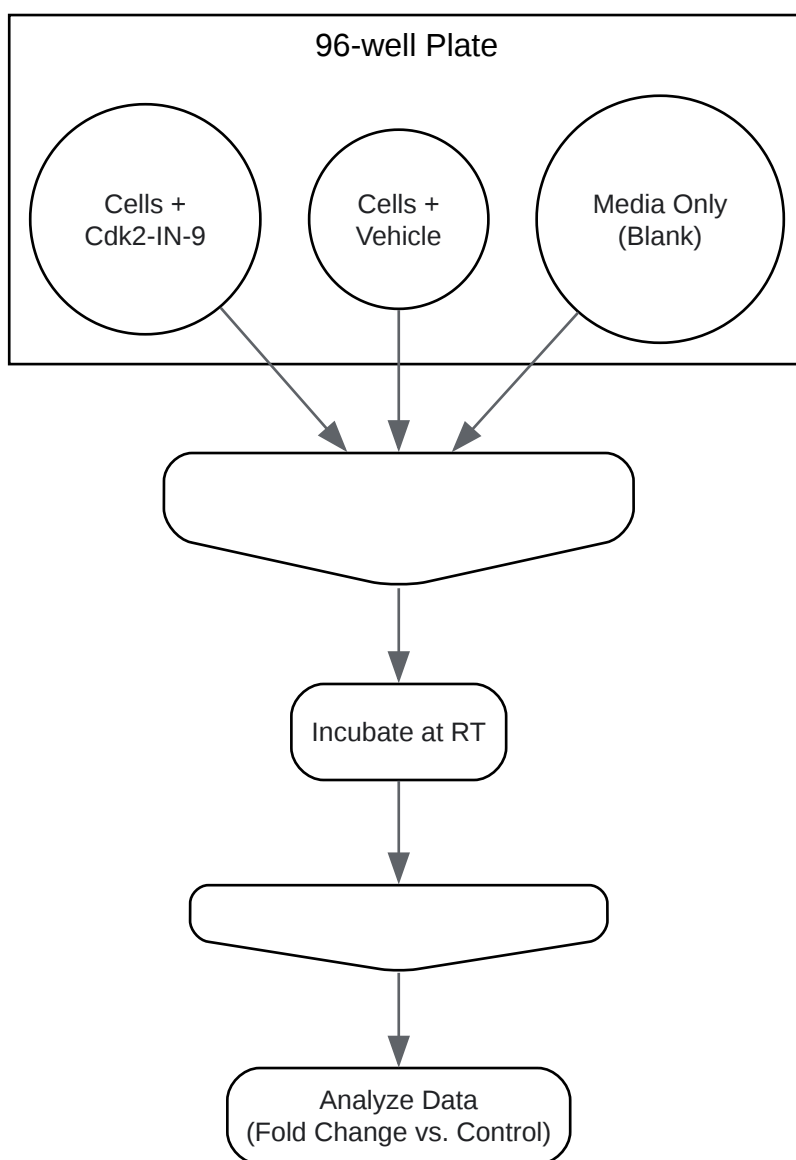 96-well Plate
Cells +
Cdk2-IN-9
Cells +
Vehicle
Media Only
(Blank)
Incubate at RT
Analyze Data
(Fold Change vs. Control)